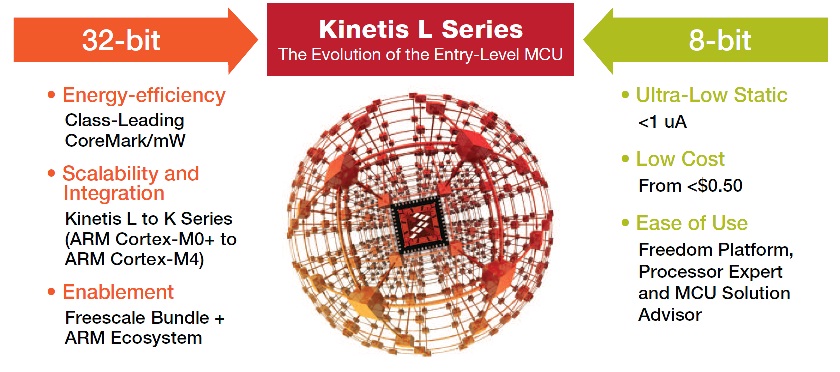 32-bit
Kinetis L Series
The Evolution of the Entry-Level MCU
8-bit
• Energy-efficiency
Class-Leading
CoreMark/mW
• Scalability and
Integration
Kinetis L to K Series
(ARM Cortex-M0+ to
ARM Cortex-M4)
• Enablement
Freescale Bundle +
ARM Ecosystem
• Ultra-Low Static
<1 uA
• Low Cost
From <$0.50
• Ease of Use
Freedom Platform,
Processor Expert
and MCU Solution
Advisor